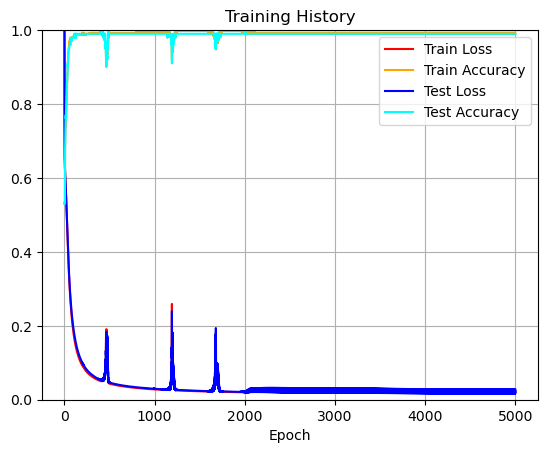 Training History
1.0
0.8
0.6
0.4
0.2
0.0
Train Loss
Train Accuracy
Test Loss
Test Accuracy
0 1000 2000 3000 4000 5000
Epoch